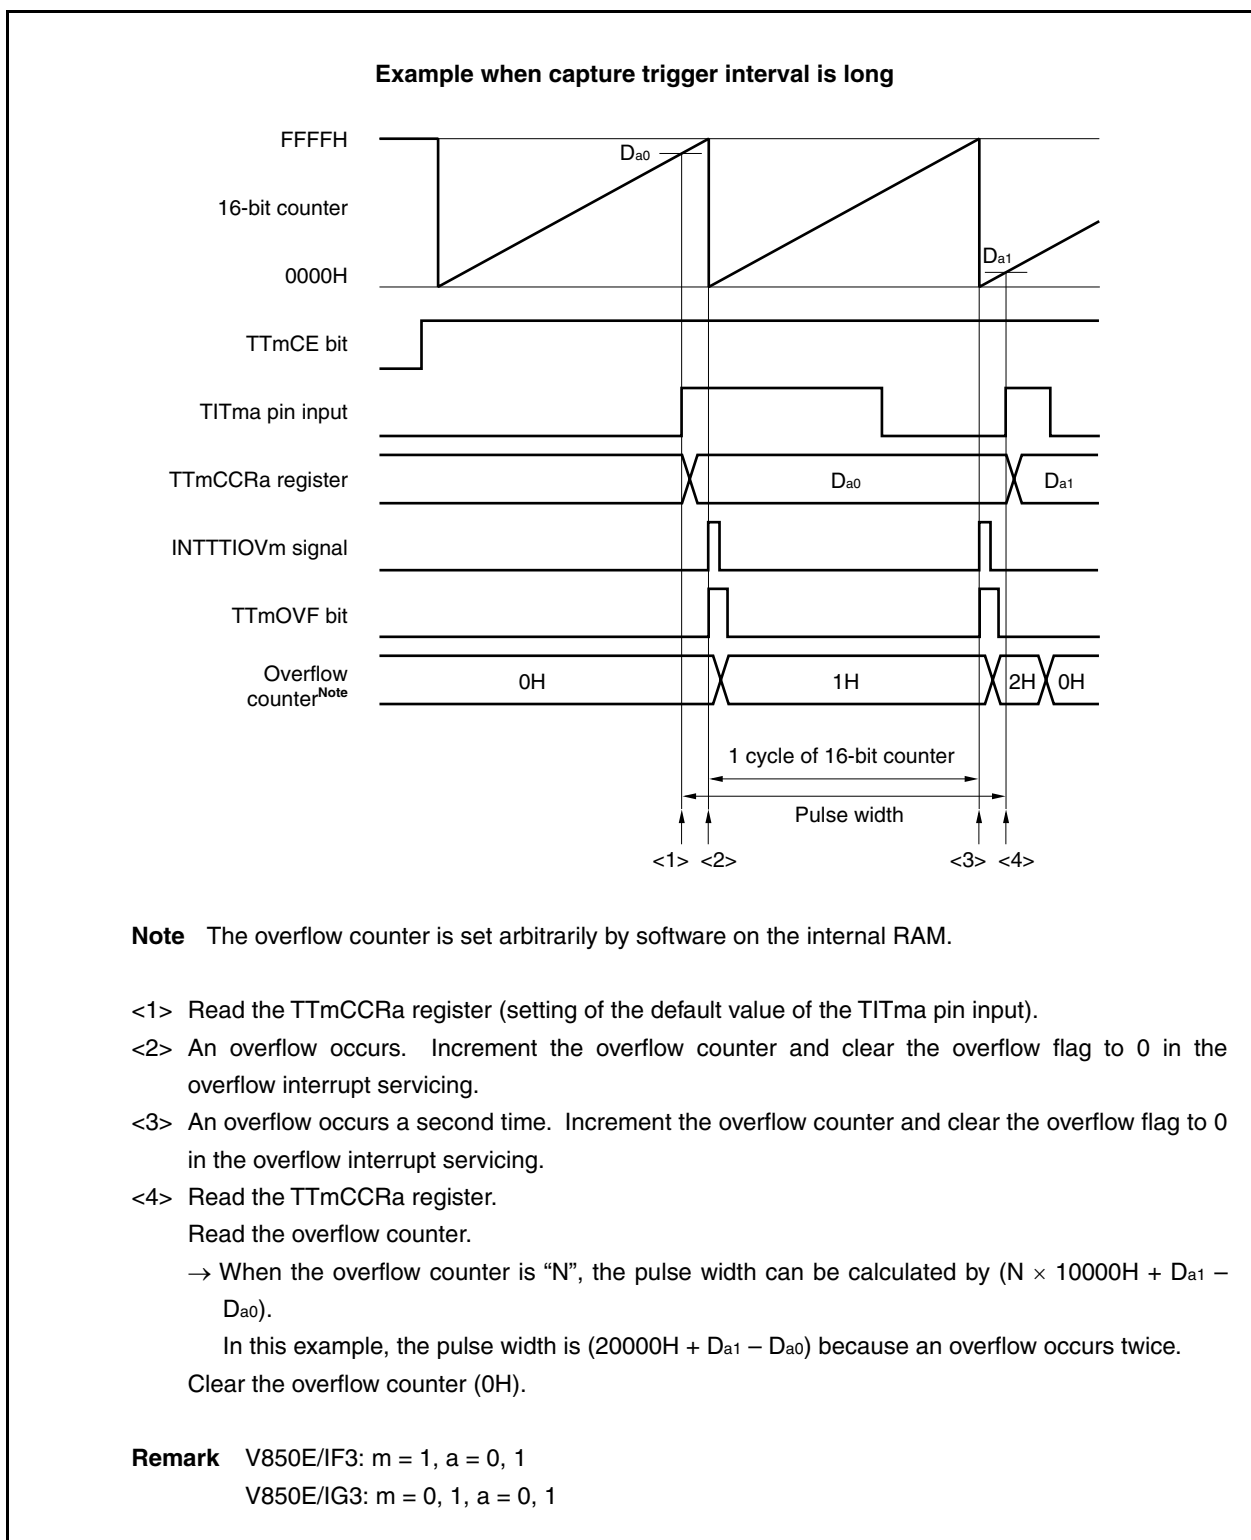 Example when capture trigger interval is long
FFFFH
Da0
16-bit counter
Da1
0000H
TTmCE bit
TITma pin input
TTmCCRa register
Da0
Da1
INTTTIOVm signal
TTmOVF bit
Overflow
counterNote
0H
1H
2H
0H
1 cycle of 16-bit counter
Pulse width
<1> <2> <3> <4>
Note The overflow counter is set arbitrarily by software on the internal RAM.
<1> Read the TTmCCRa register (setting of the default value of the TITma pin input).
<2> An overflow occurs. Increment the overflow counter and clear the overflow flag to 0 in the
overflow interrupt servicing.
<3> An overflow occurs a second time. Increment the overflow counter and clear the overflow flag to 0
in the overflow interrupt servicing.
<4> Read the TTmCCRa register.
Read the overflow counter.
→ When the overflow counter is “N”, the pulse width can be calculated by (N × 10000H + Da1 –
Da0).
In this example, the pulse width is (20000H + Da1 – Da0) because an overflow occurs twice.
Clear the overflow counter (0H).
Remark V850E/IF3: m = 1, a = 0, 1
V850E/IG3: m = 0, 1, a = 0, 1